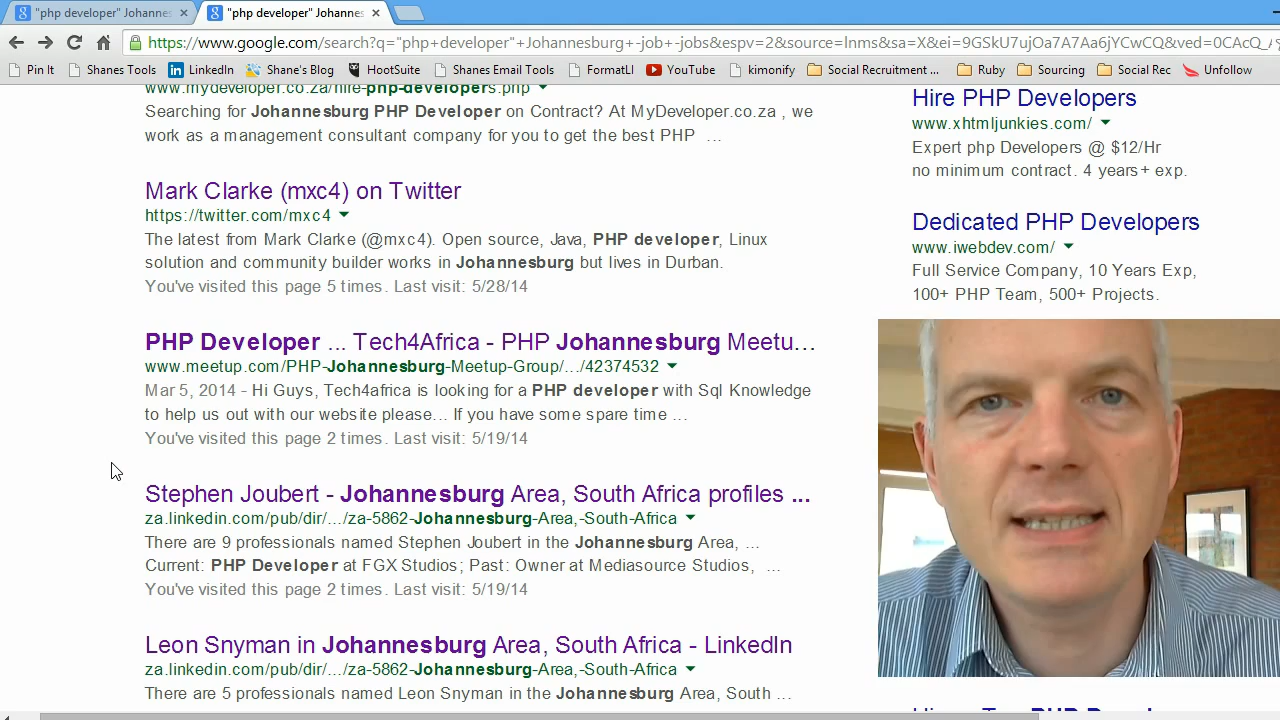 "php developer" Johannes
"php developer" Johannes
https://www.google.com/search?q="php+developer"+Johannesburg+-job+-jobs&espv=2&source=lnms&sa=X&ei=9GSkU7ujOa7A7Aa6jYCwCQ&ved=0CAcQ_A
Pin It Shanes Tools LinkedIn Shane's Blog HootSuite Shanes Email Tools FormatLI YouTube kimonify Social Recruitment ... Ruby Sourcing Social Rec Unfollow
www.mydeveloper.co.za/hire-php-developers.php
Searching for Johannesburg PHP Developer on Contract? At MyDeveloper.co.za , we
work as a management consultant company for you to get the best PHP ...
Mark Clarke (mxc4) on Twitter
https://twitter.com/mxc4
The latest from Mark Clarke (@mxc4). Open source, Java, PHP developer, Linux
solution and community builder works in Johannesburg but lives in Durban.
You've visited this page 5 times. Last visit: 5/28/14
PHP Developer ... Tech4Africa - PHP Johannesburg Meetu...
www.meetup.com/PHP-Johannesburg-Meetup-Group/.../42374532
Mar 5, 2014 - Hi Guys, Tech4africa is looking for a PHP developer with Sql Knowledge
to help us out with our website please... If you have some spare time ...
You've visited this page 2 times. Last visit: 5/19/14
Stephen Joubert - Johannesburg Area, South Africa profiles ...
za.linkedin.com/pub/dir/.../za-5862-Johannesburg-Area,-South-Africa
There are 9 professionals named Stephen Joubert in the Johannesburg Area, ...
Current: PHP Developer at FGX Studios; Past: Owner at Mediasource Studios, ...
You've visited this page 2 times. Last visit: 5/19/14
Leon Snyman in Johannesburg Area, South Africa - LinkedIn
za.linkedin.com/pub/dir/.../za-5862-Johannesburg-Area,-South-Africa
There are 5 professionals named Leon Snyman in the Johannesburg Area, South ...
Hire PHP Developers
www.xhtmljunkies.com/
Expert php Developers @ $12/Hr
no minimum contract. 4 years+ exp.
Dedicated PHP Developers
www.iwebdev.com/
Full Service Company, 10 Years Exp,
100+ PHP Team, 500+ Projects.